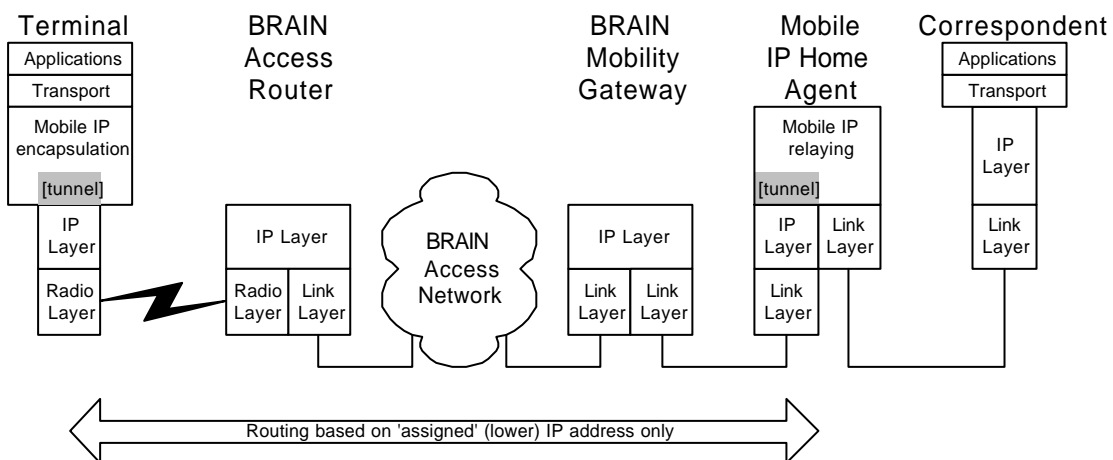 Terminal
Applications
Transport
Mobile IP
encapsulation
[tunnel]
IP
Layer
Radio
Layer
BRAIN
Access
Router
IP Layer
Radio
Layer
Link
Layer
BRAIN
Access
Network
BRAIN
Mobility
Gateway
IP Layer
Link
Layer
Link
Layer
Mobile
IP Home
Agent
Mobile IP
relaying
[tunnel]
IP
Layer
Link
Layer
Link
Layer
Correspondent
Applications
Transport
IP
Layer
Link
Layer
Routing based on 'assigned' (lower) IP address only